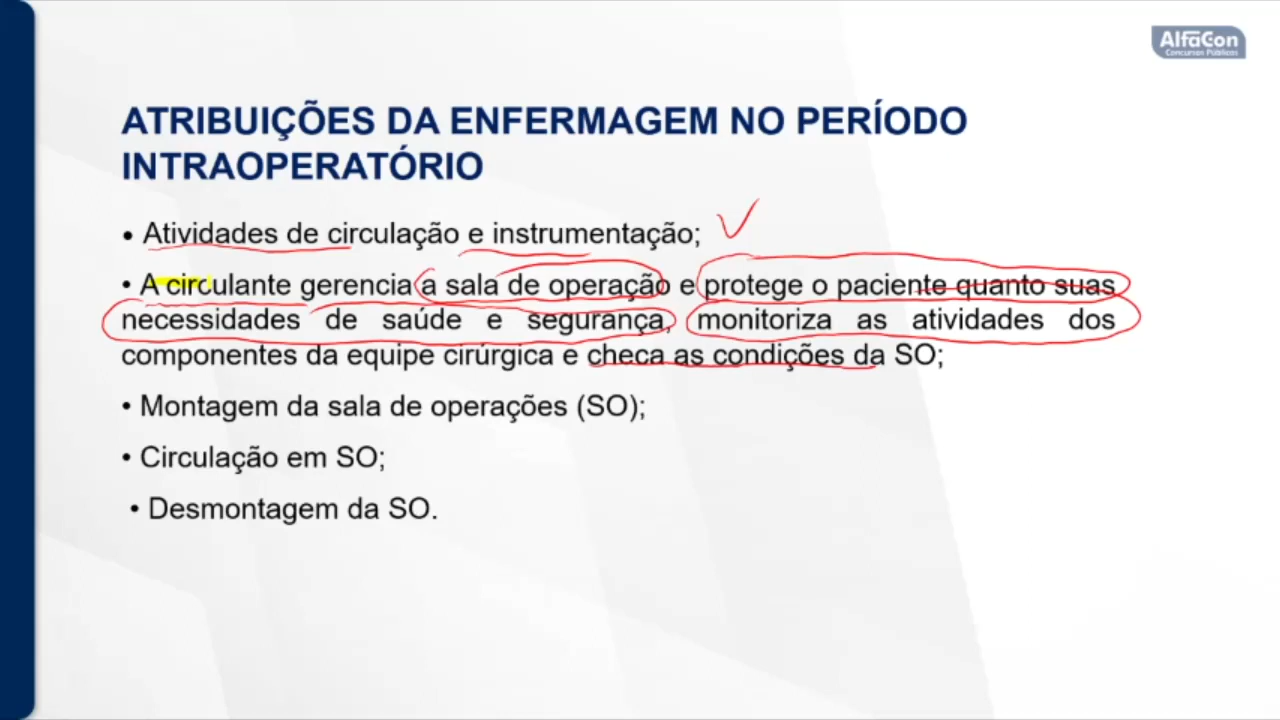 AlfaCon
Concursos Públicos
ATRIBUIÇÕES DA ENFERMAGEM NO PERÍODO
INTRAOPERATÓRIO
• Atividades de circulação e instrumentação;
• A circulante gerencia a sala de operação e protege o paciente quanto suas
necessidades de saúde e segurança, monitoriza as atividades dos
componentes da equipe cirúrgica e checa as condições da SO;
• Montagem da sala de operações (SO);
• Circulação em SO;
• Desmontagem da SO.